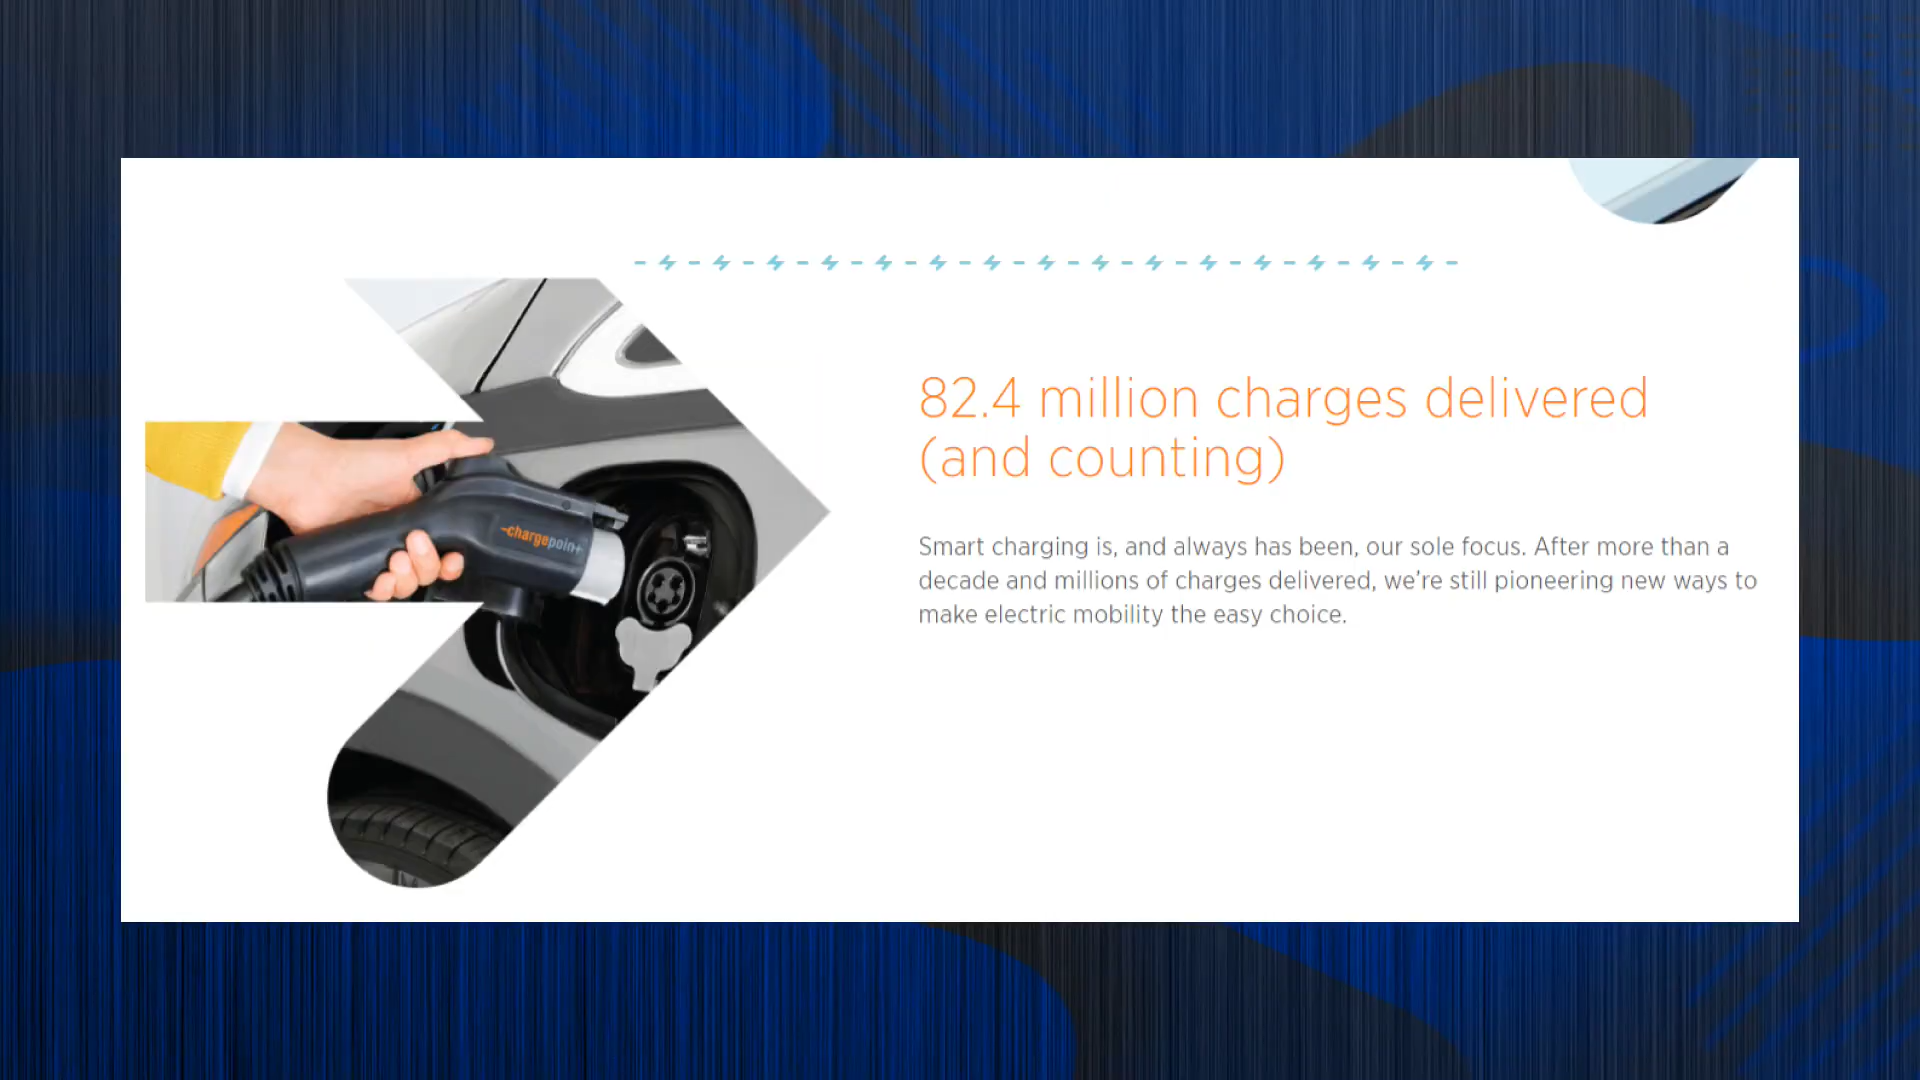 82.4 million charges delivered
(and counting)
Smart charging is, and always has been, our sole focus. After more than a
decade and millions of charges delivered, we’re still pioneering new ways to
make electric mobility the easy choice.
-chargepoin+